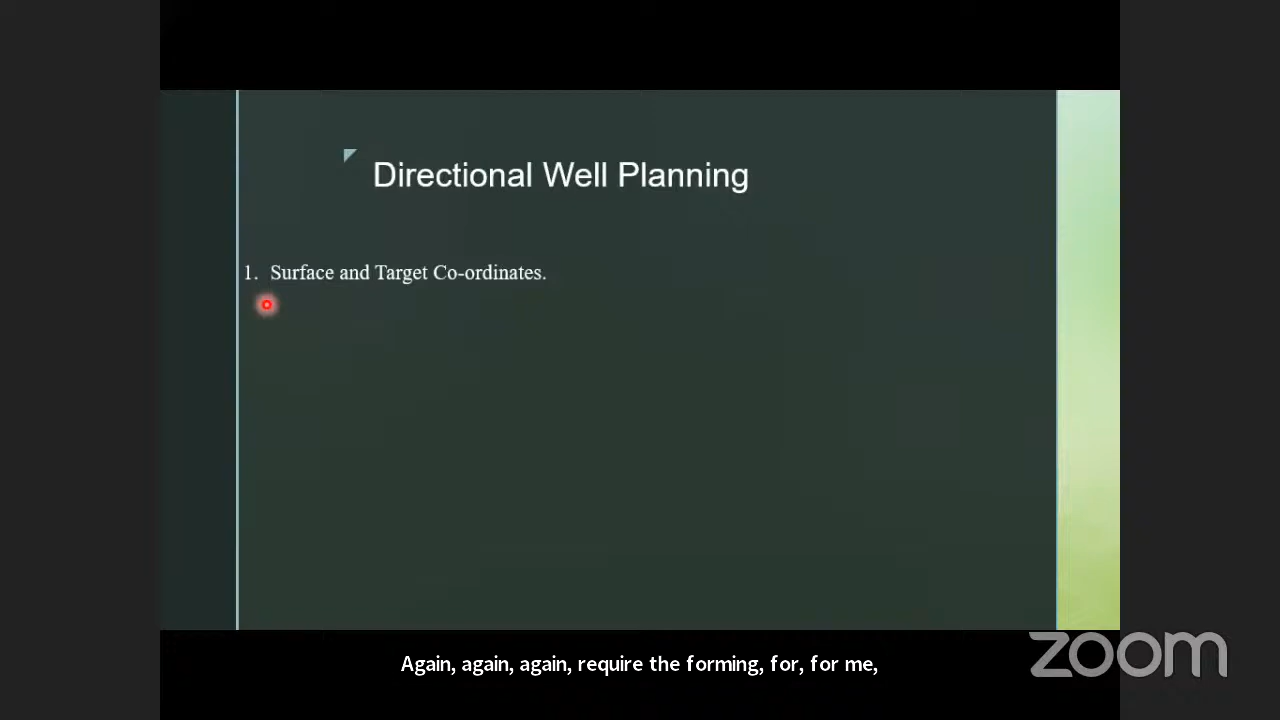 Directional Well Planning
1. Surface and Target Co-ordinates.
Again, again, again, require the forming, for, for me,
zoom